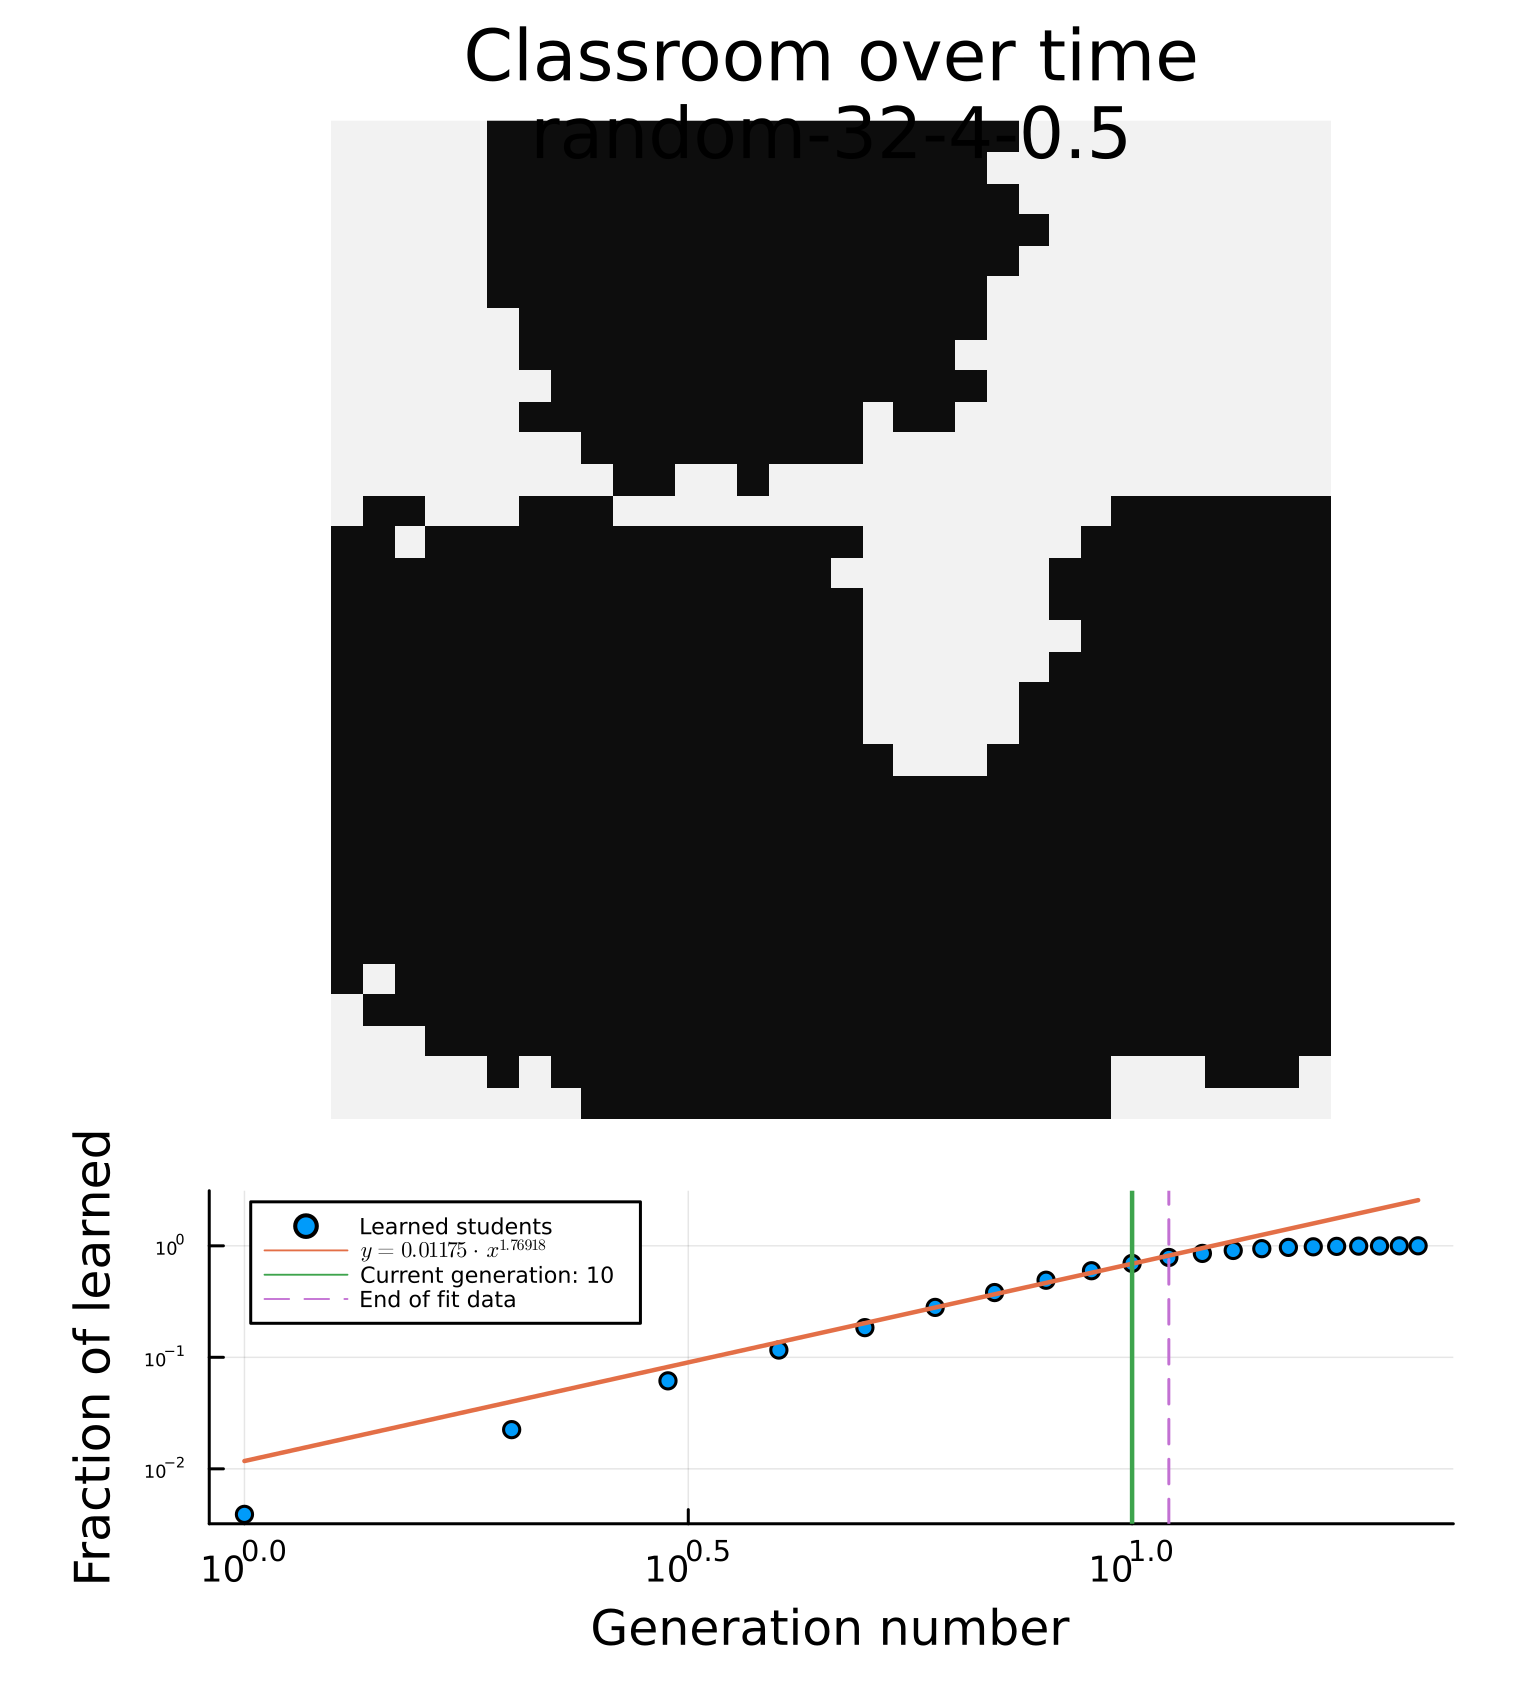 Classroom over time
random-32-4-0.5
Fraction of learned
10⁰
10⁻¹
10⁻²
Learned students
y = 0.01175 · x^1.76918
Current generation: 10
End of fit data
10^0.0 10^0.5 10^1.0
Generation number